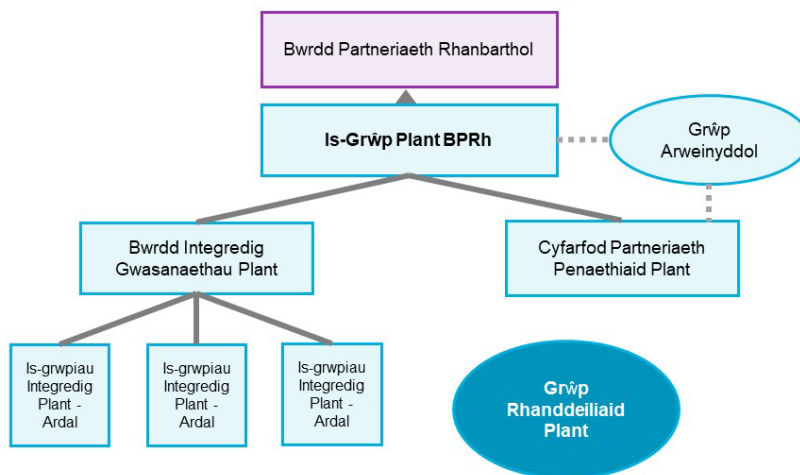 Bwrdd Partneriaeth Rhanbarthol
Is-Grŵp Plant BPRh
Grŵp
Arweinyddol
Bwrdd Integredig
Gwasanaethau Plant
Cyfarfod Partneriaeth
Penaethiaid Plant
Is-grwpiau
Integredig
Plant -
Ardal
Is-grwpiau
Integredig
Plant -
Ardal
Is-grwpiau
Integredig
Plant -
Ardal
Grŵp
Rhanddeiliaid
Plant